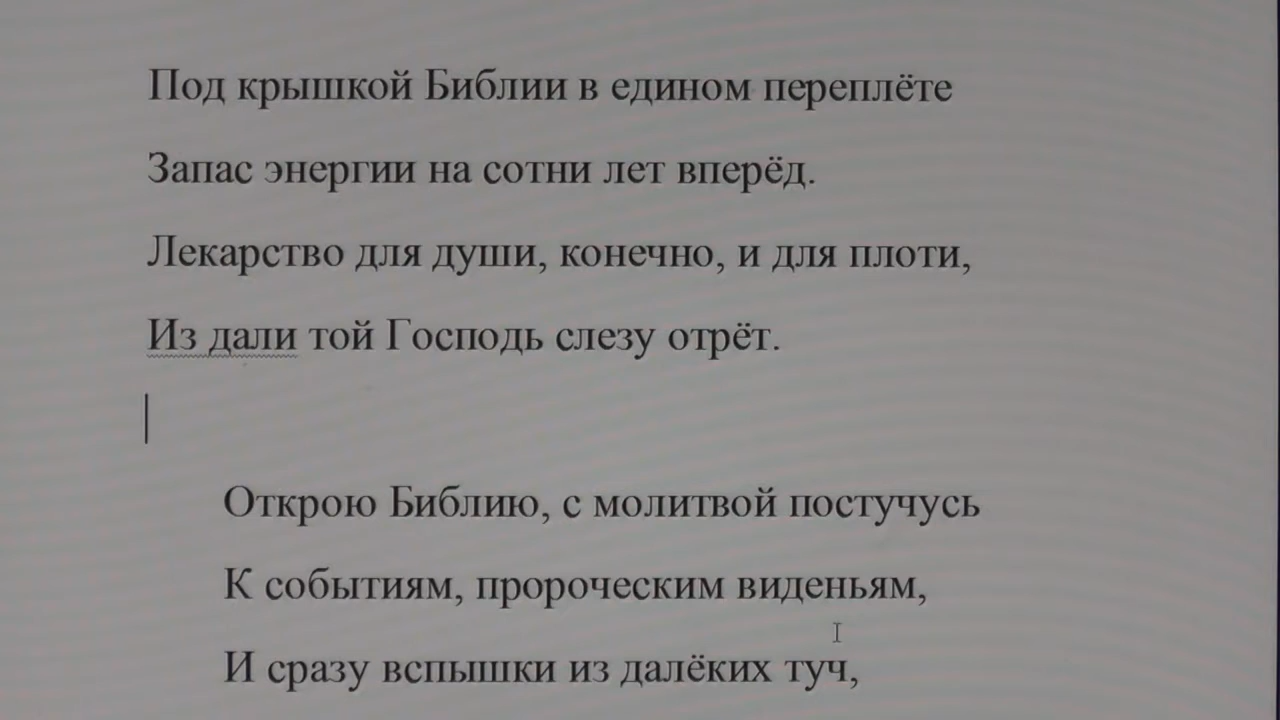 Под крышкой Библии в едином переплёте
Запас энергии на сотни лет вперёд.
Лекарство для души, конечно, и для плоти,
Из дали той Господь слезу отрёт.
Открою Библию, с молитвой постучусь
К событиям, пророческим виденьям,
И сразу вспышки из далёких туч,